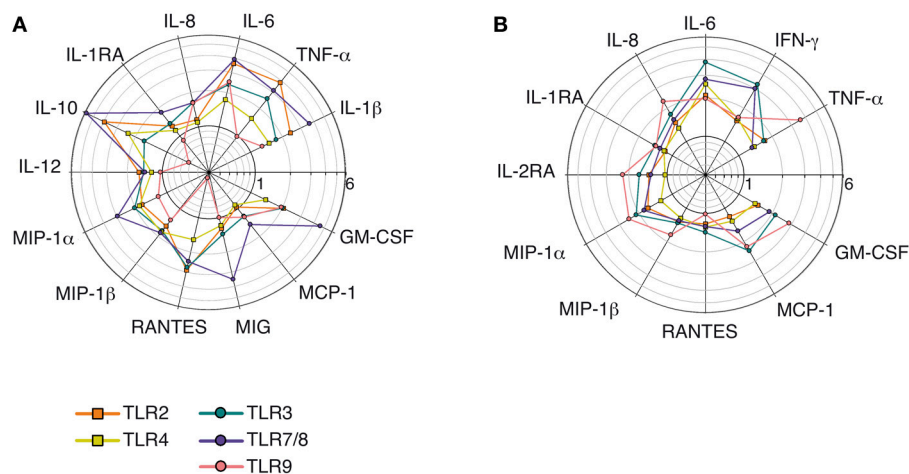 A
IL-8
IL-6
IL-1RA
TNF-α
IL-10
IL-1β
IL-12
1
6
MIP-1α
GM-CSF
MIP-1β
MCP-1
RANTES
MIG
B
IL-6
IL-8
IFN-γ
IL-1RA
TNF-α
IL-2RA
1
6
MIP-1α
GM-CSF
MIP-1β
MCP-1
RANTES
TLR2
TLR3
TLR4
TLR7/8
TLR9